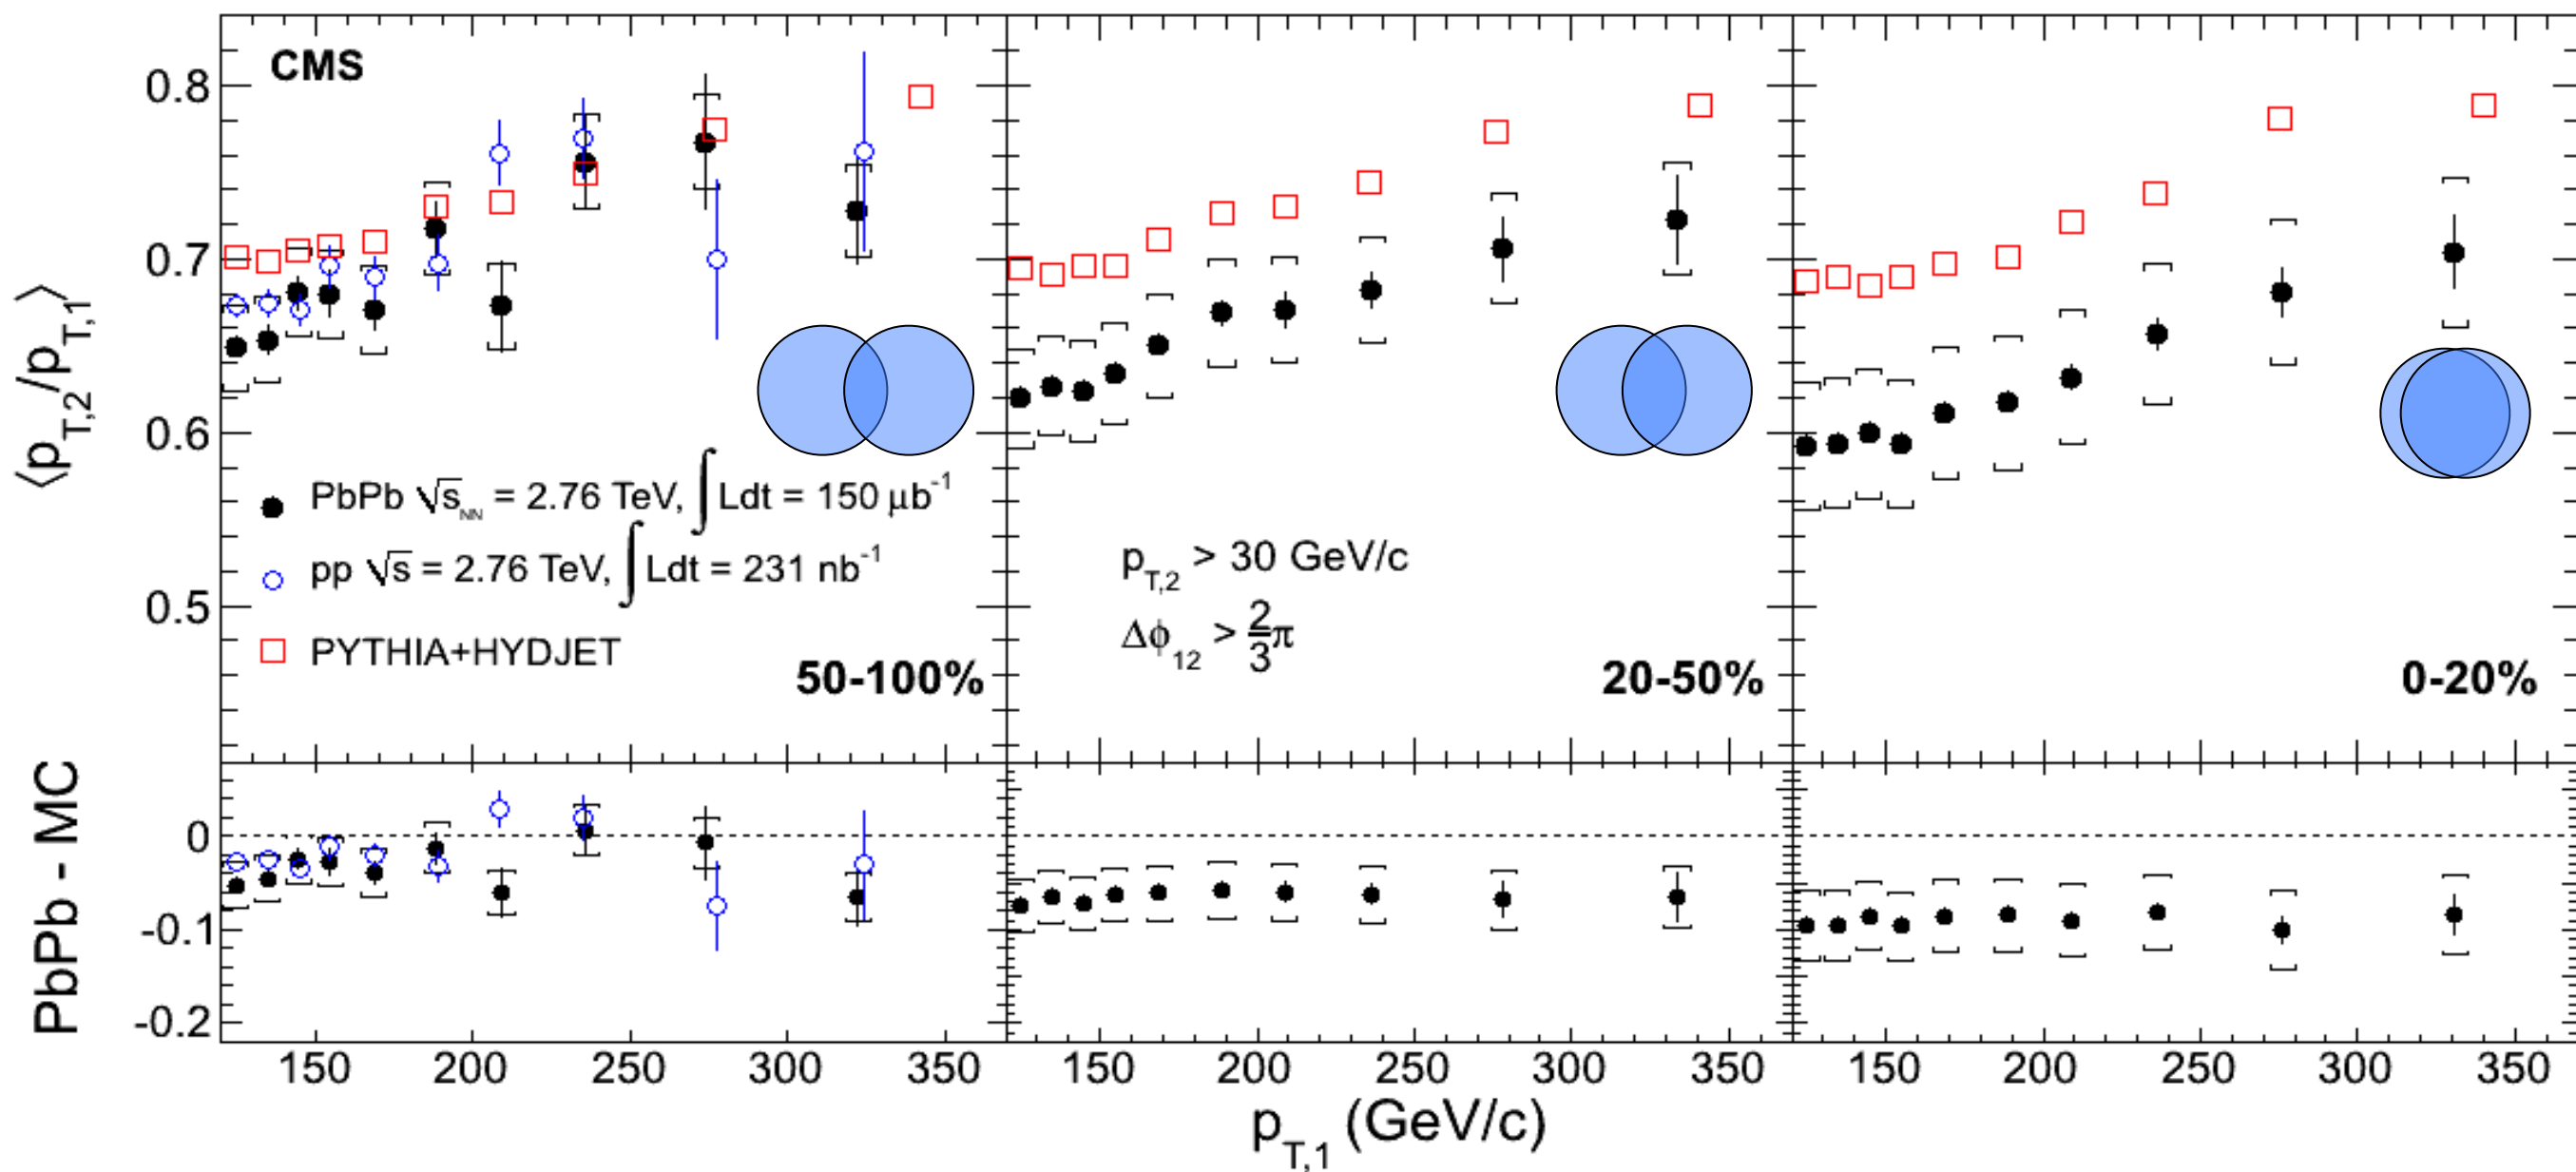 CMS
0.8
0.7
0.6
0.5
⟨p_T,2/p_T,1⟩
PbPb √s_NN = 2.76 TeV, ∫Ldt = 150 μb⁻¹
pp √s = 2.76 TeV, ∫Ldt = 231 nb⁻¹
PYTHIA+HYDJET
50-100%
p_T,2 > 30 GeV/c
Δϕ_12 > 2/3π
20-50%
0-20%
PbPb - MC
0
-0.1
-0.2
150 200 250 300 350 150 200 250 300 350 150 200 250 300 350
p_T,1 (GeV/c)